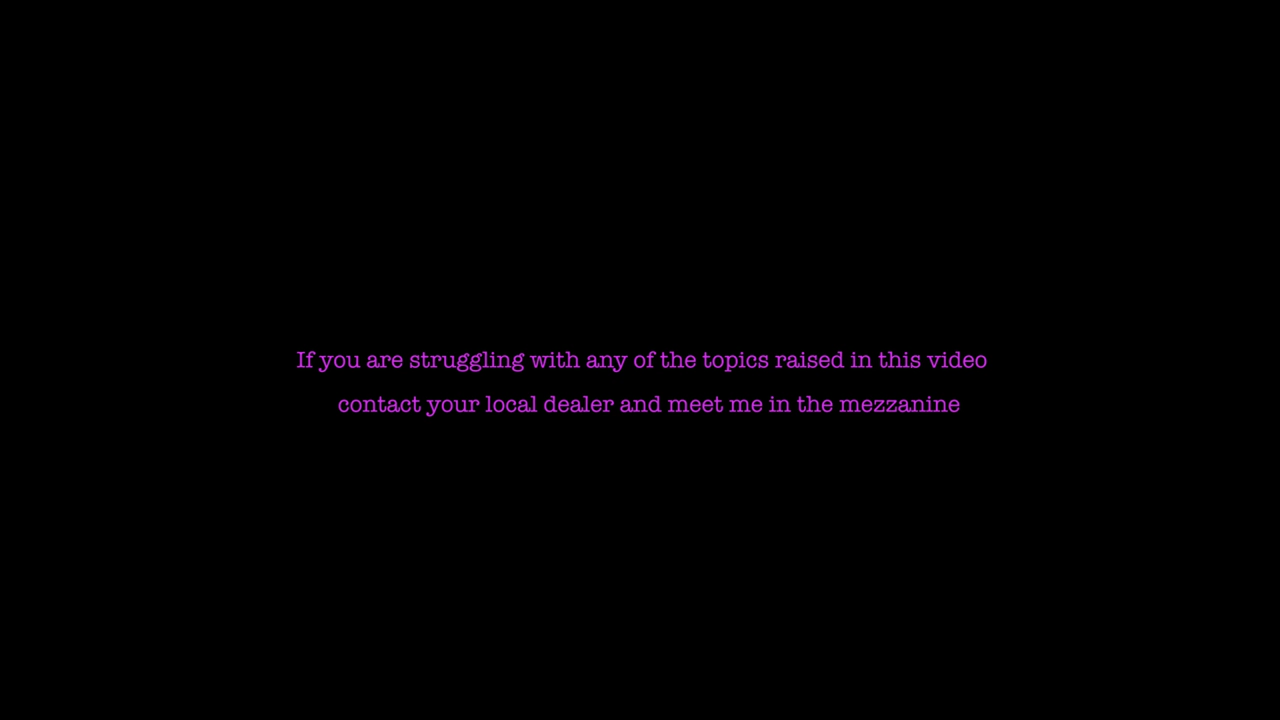 If you are struggling with any of the topics raised in this video
contact your local dealer and meet me in the mezzanine